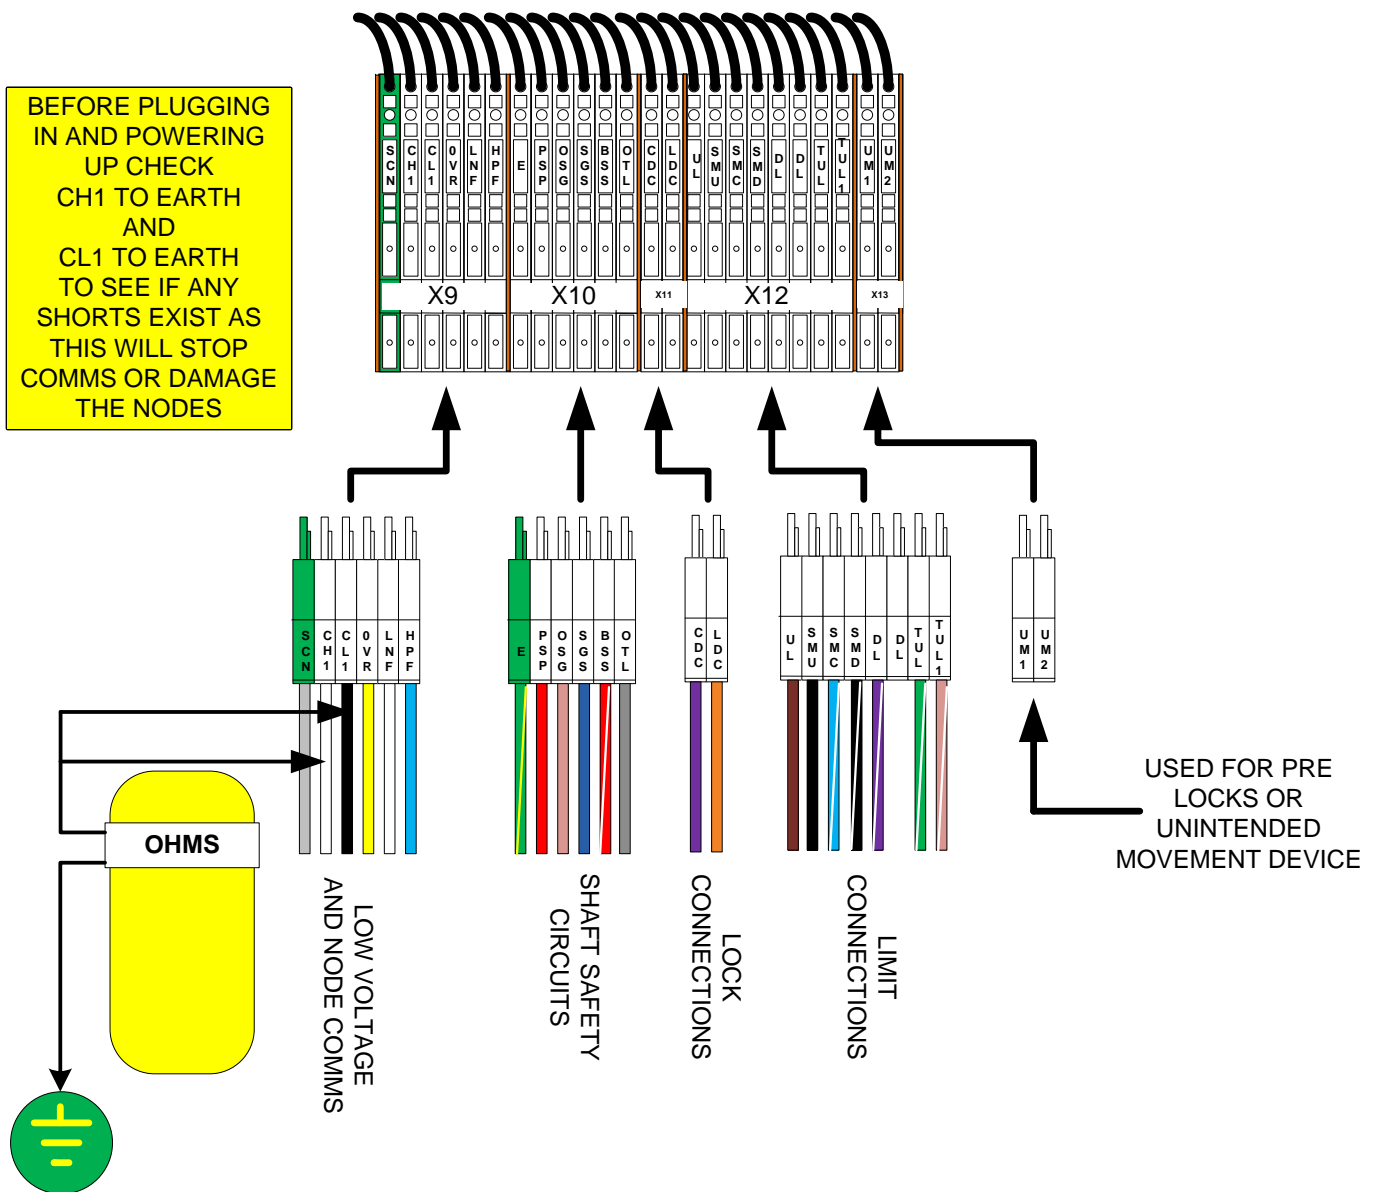 BEFORE PLUGGING
IN AND POWERING
UP CHECK
CH1 TO EARTH
AND
CL1 TO EARTH
TO SEE IF ANY
SHORTS EXIST AS
THIS WILL STOP
COMMS OR DAMAGE
THE NODES
SCN
CH1
CL1
0VR
LNF
HPF
E
PSP
OSG
SGS
BSS
OTL
CDC
LDC
UL
SMU
SMC
SMD
DL
DL
TUL
TUL1
UM1
UM2
X9
X10
X11
X12
X13
SCN
CH1
CL1
0VR
LNF
HPF
E
PSP
OSG
SGS
BSS
OTL
CDC
LDC
UL
SMU
SMC
SMD
DL
DL
TUL
TUL1
UM1
UM2
OHMS
LOW VOLTAGE
AND NODE COMMS
SHAFT SAFETY
CIRCUITS
LOCK
CONNECTIONS
LIMIT
CONNECTIONS
USED FOR PRE
LOCKS OR
UNINTENDED
MOVEMENT DEVICE